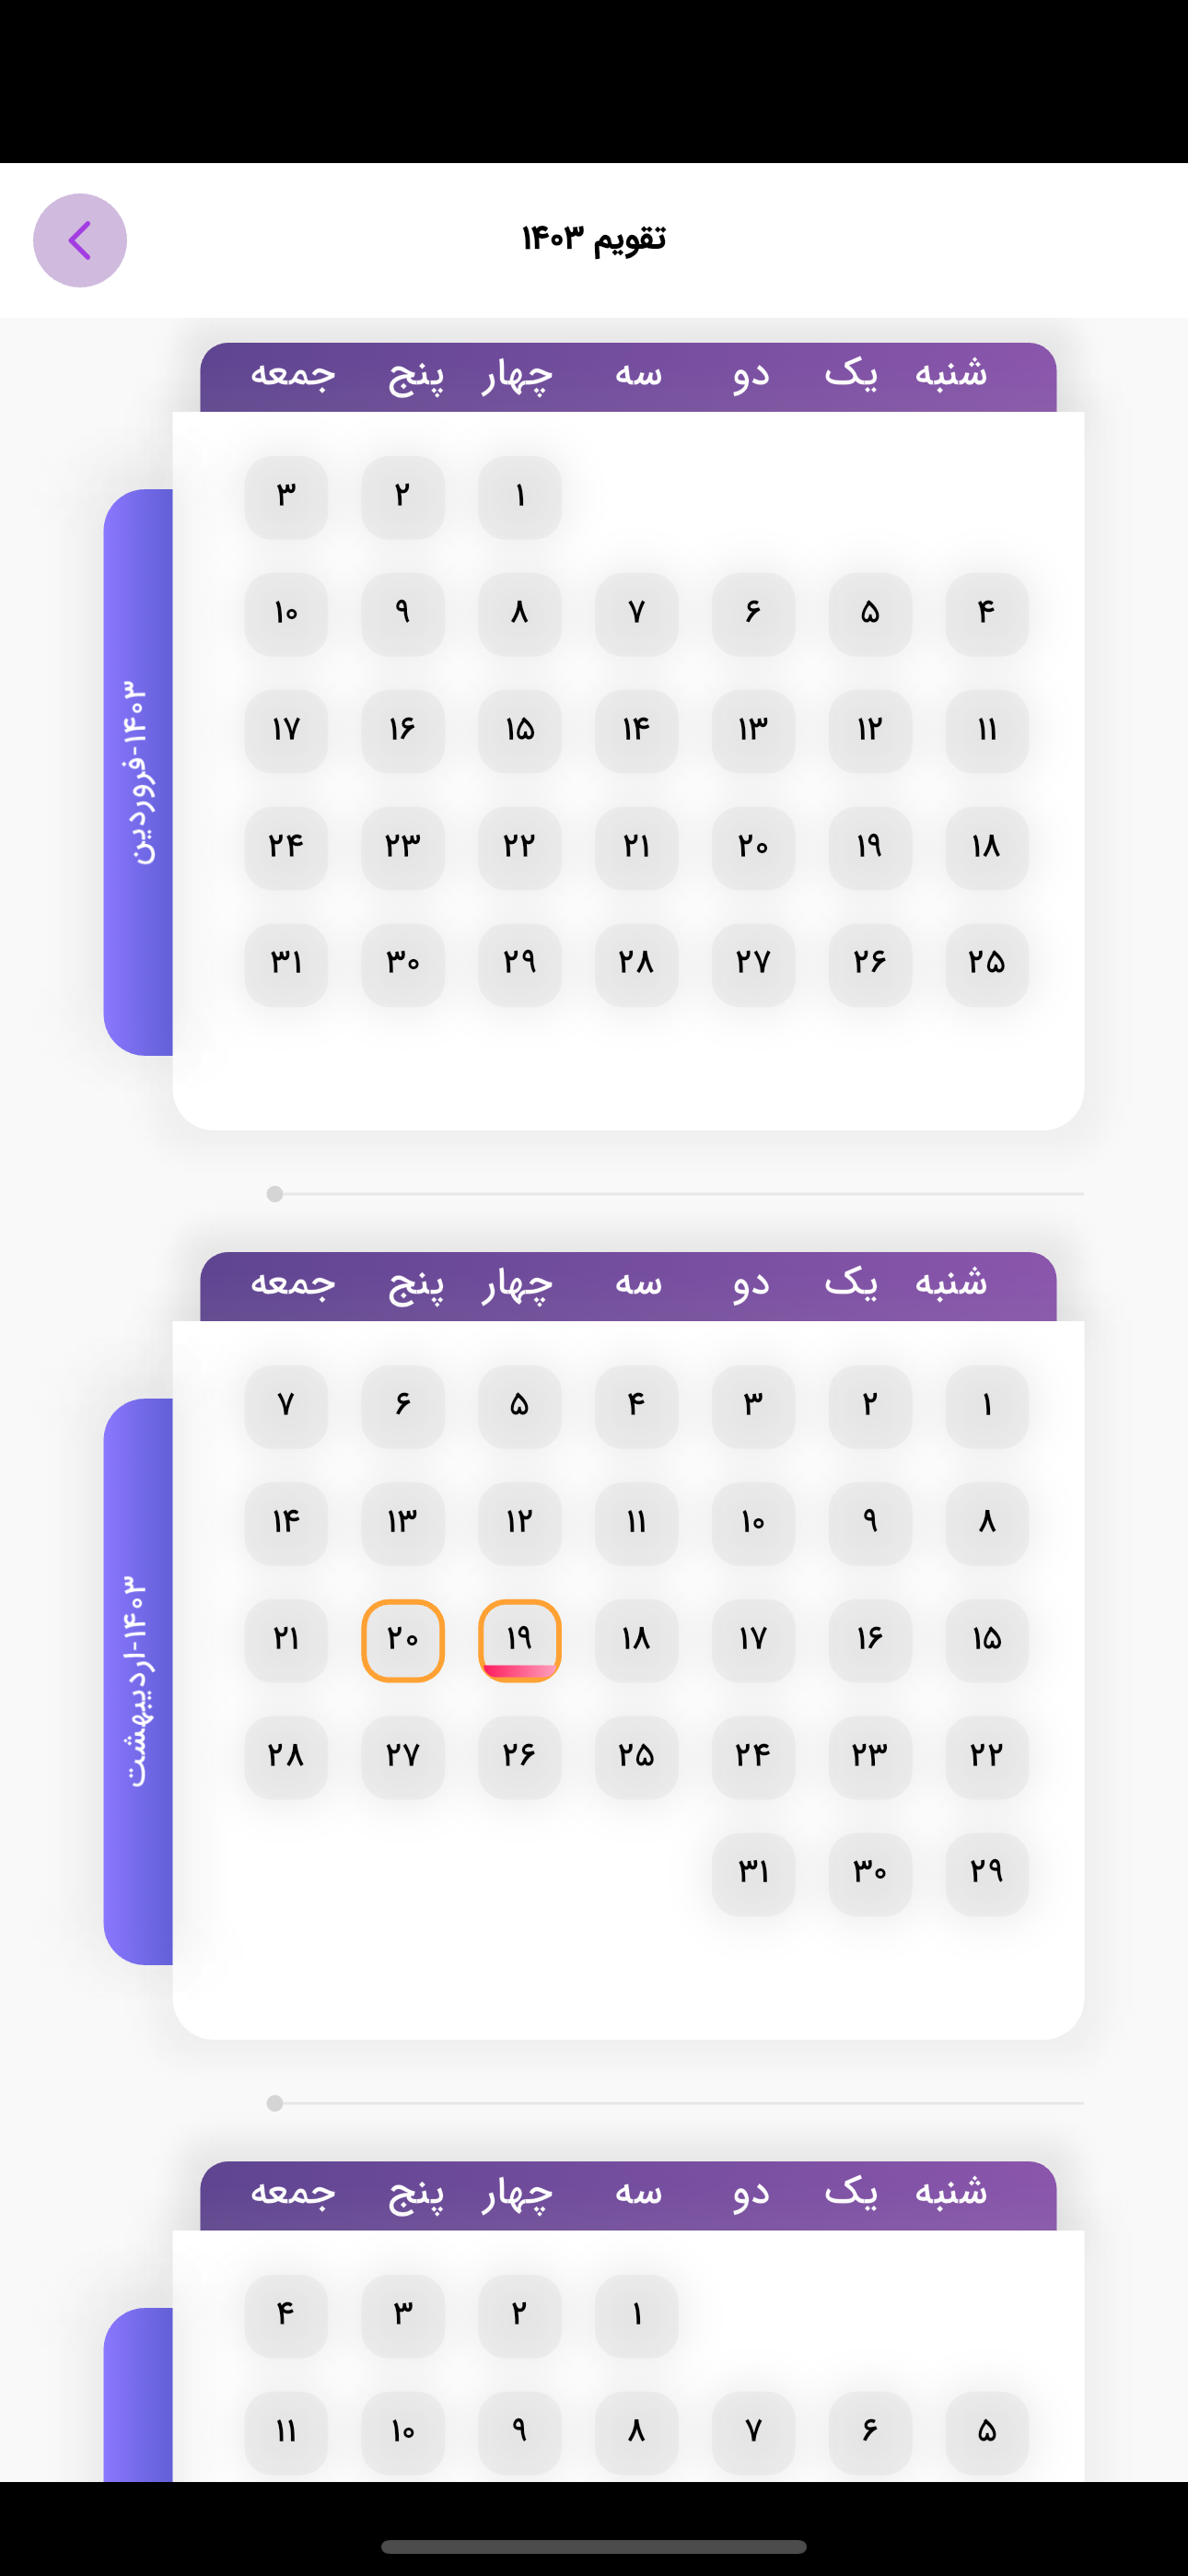 تقویم ۱۴۰۳
شنبه یک دو سه چهار پنج جمعه
۱ ۲ ۳
۴ ۵ ۶ ۷ ۸ ۹ ۱۰
۱۱ ۱۲ ۱۳ ۱۴ ۱۵ ۱۶ ۱۷
۱۸ ۱۹ ۲۰ ۲۱ ۲۲ ۲۳ ۲۴
۲۵ ۲۶ ۲۷ ۲۸ ۲۹ ۳۰ ۳۱
۱۴۰۳-فروردین
شنبه یک دو سه چهار پنج جمعه
۱ ۲ ۳ ۴ ۵ ۶ ۷
۸ ۹ ۱۰ ۱۱ ۱۲ ۱۳ ۱۴
۱۵ ۱۶ ۱۷ ۱۸ ۱۹ ۲۰ ۲۱
۲۲ ۲۳ ۲۴ ۲۵ ۲۶ ۲۷ ۲۸
۲۹ ۳۰ ۳۱
۱۴۰۳-اردیبهشت
شنبه یک دو سه چهار پنج جمعه
۱ ۲ ۳ ۴
۵ ۶ ۷ ۸ ۹ ۱۰ ۱۱